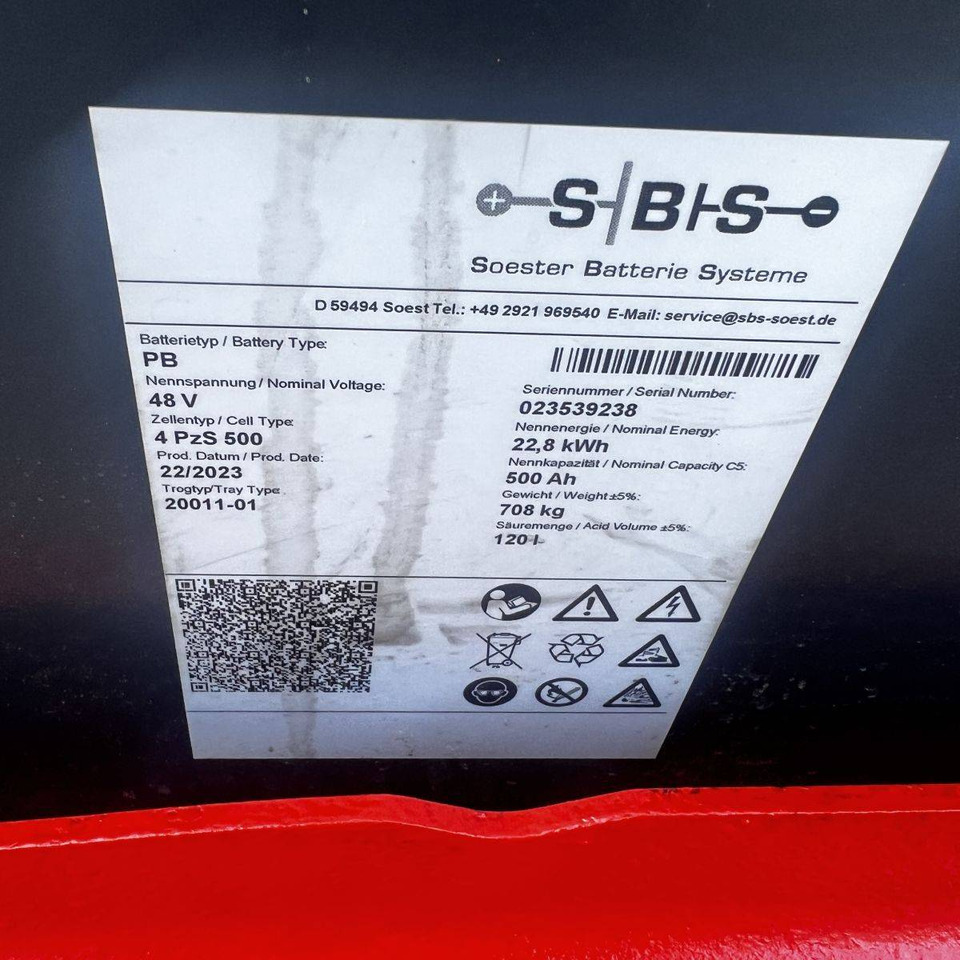 S B S
Soester Batterie Systeme
D 59494 Soest Tel.: +49 2921 969540 E-Mail: service@sbs-soest.de
Batterietyp / Battery Type:
PB
Nennspannung / Nominal Voltage:
48 V
Zellentyp / Cell Type:
4 PzS 500
Prod. Datum / Prod. Date:
22/2023
Trogtyp/Tray Type:
20011-01
Seriennummer / Serial Number:
023539238
Nennenergie / Nominal Energy:
22,8 kWh
Nennkapazität / Nominal Capacity C5:
500 Ah
Gewicht / Weight ±5%:
708 kg
Säuremenge / Acid Volume ±5%:
120 l